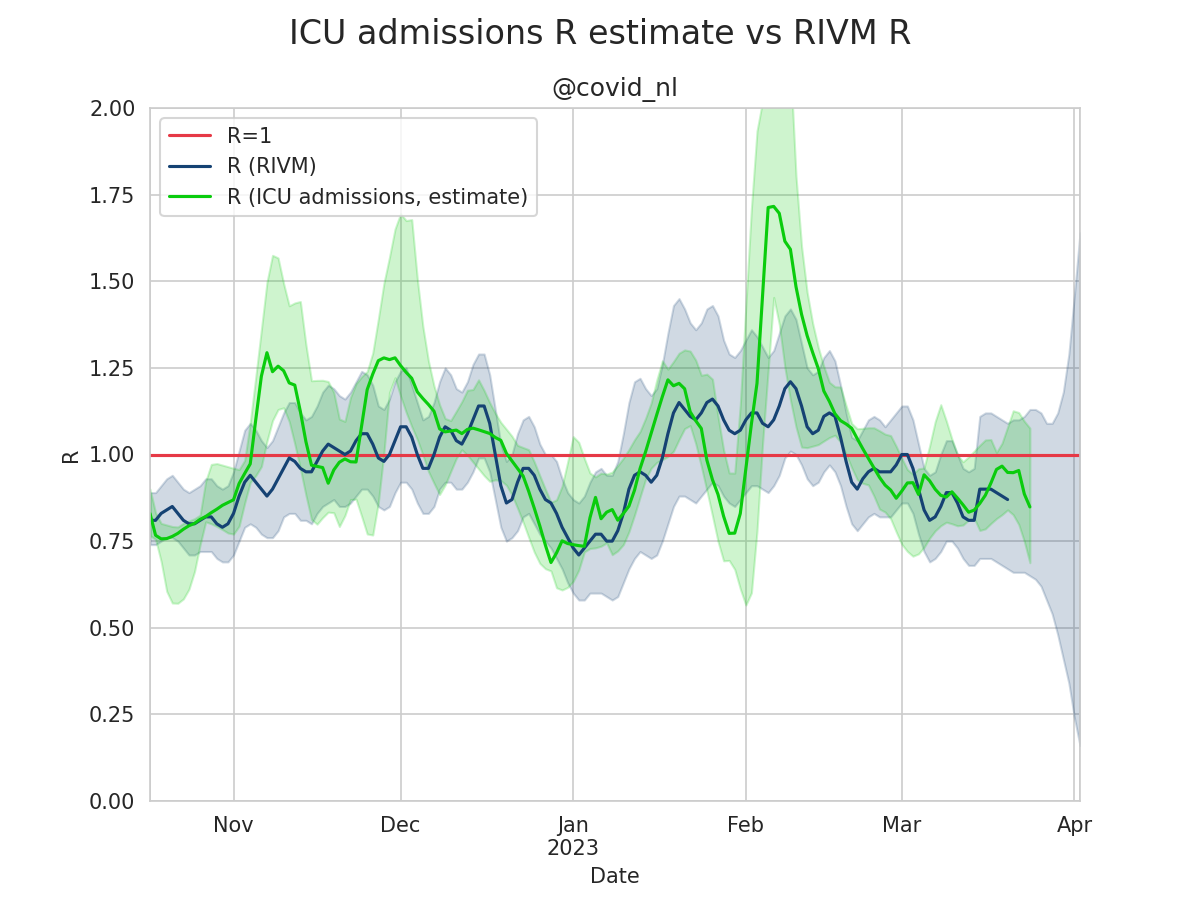 ICU admissions R estimate vs RIVM R
@covid_nl
2.00
R=1
R (RIVM)
1.75
R (ICU admissions, estimate)
1.50
1.25
1.00
R
0.75
0.50
0.25
0.00
Nov Dec Jan Feb Mar Apr
2023
Date